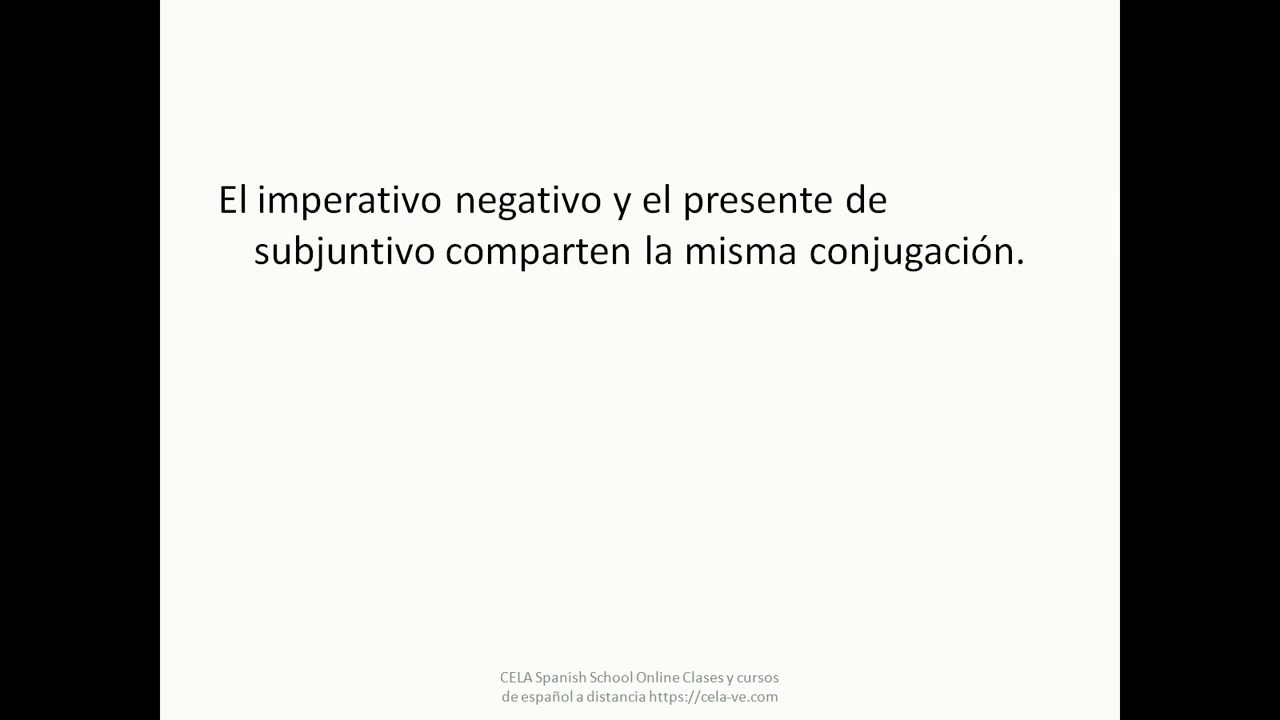 El imperativo negativo y el presente de
subjuntivo comparten la misma conjugación.
CELA Spanish School Online Clases y cursos
de español a distancia https://cela-ve.com